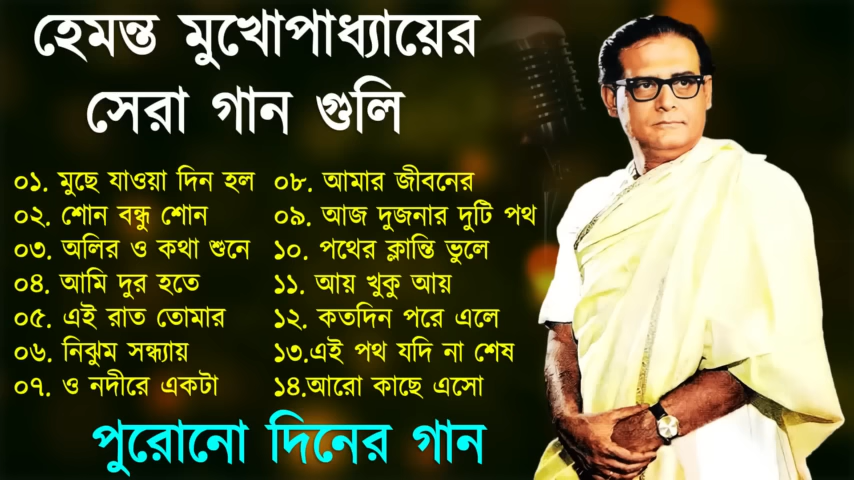 হেমন্ত মুখোপাধ্যায়ের
সেরা গান গুলি
০১. মুছে যাওয়া দিন হল
০২. শোন বন্ধু শোন
০৩. অলির ও কথা শুনে
০৪. আমি দুর হতে
০৫. এই রাত তোমার
০৬. নিঝুম সন্ধ্যায়
০৭. ও নদীরে একটা
০৮. আমার জীবনের
০৯. আজ দুজনার দুটি পথ
১০. পথের ক্লান্তি ভুলে
১১. আয় খুকু আয়
১২. কতদিন পরে এলে
১৩.এই পথ যদি না শেষ
১৪.আরো কাছে এসো
পুরোনো দিনের গান